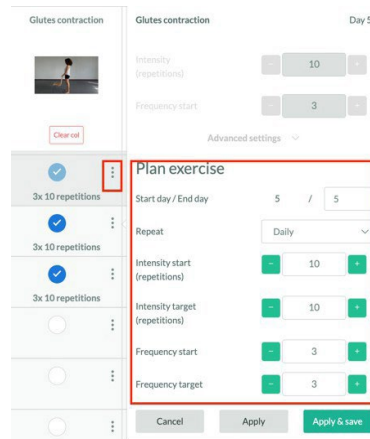 Glutes contraction
Clear col
3x 10 repetitions
3x 10 repetitions
3x 10 repetitions
Glutes contraction Day 5
Intensity
(repetitions)
- 10 +
Frequency start - 3 +
Advanced settings
Plan exercise
Start day / End day 5 / 5
Repeat Daily
Intensity start
(repetitions)
- 10 +
Intensity target
(repetitions)
- 10 +
Frequency start - 3 +
Frequency target - 3 +
Cancel Apply Apply & save